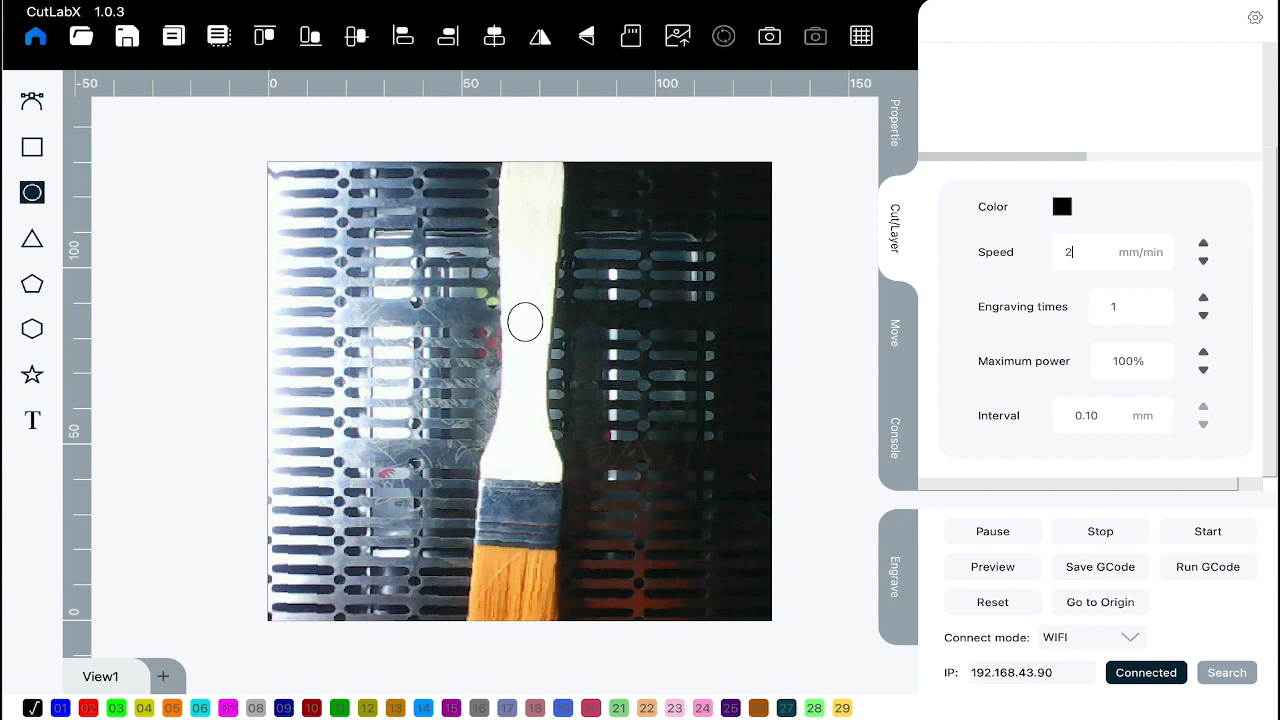 CutLabX 1.0.3
-50 0 50 100 150
100
50
0
T
View1 +
Propertie
Cut/Layer
Move
Console
Engrave
Color
Speed 2 mm/min
Engraving times 1
Maximum power 100%
Interval 0.10 mm
Pause Stop Start
Preview Save GCode Run GCode
Reset Go to Origin
Connect mode: WIFI
IP: 192.168.43.90 Connected Search
01 02 03 04 05 06 07 08 09 10 11 12 13 14 15 16 17 18 19 20 21 22 23 24 25 26 27 28 29